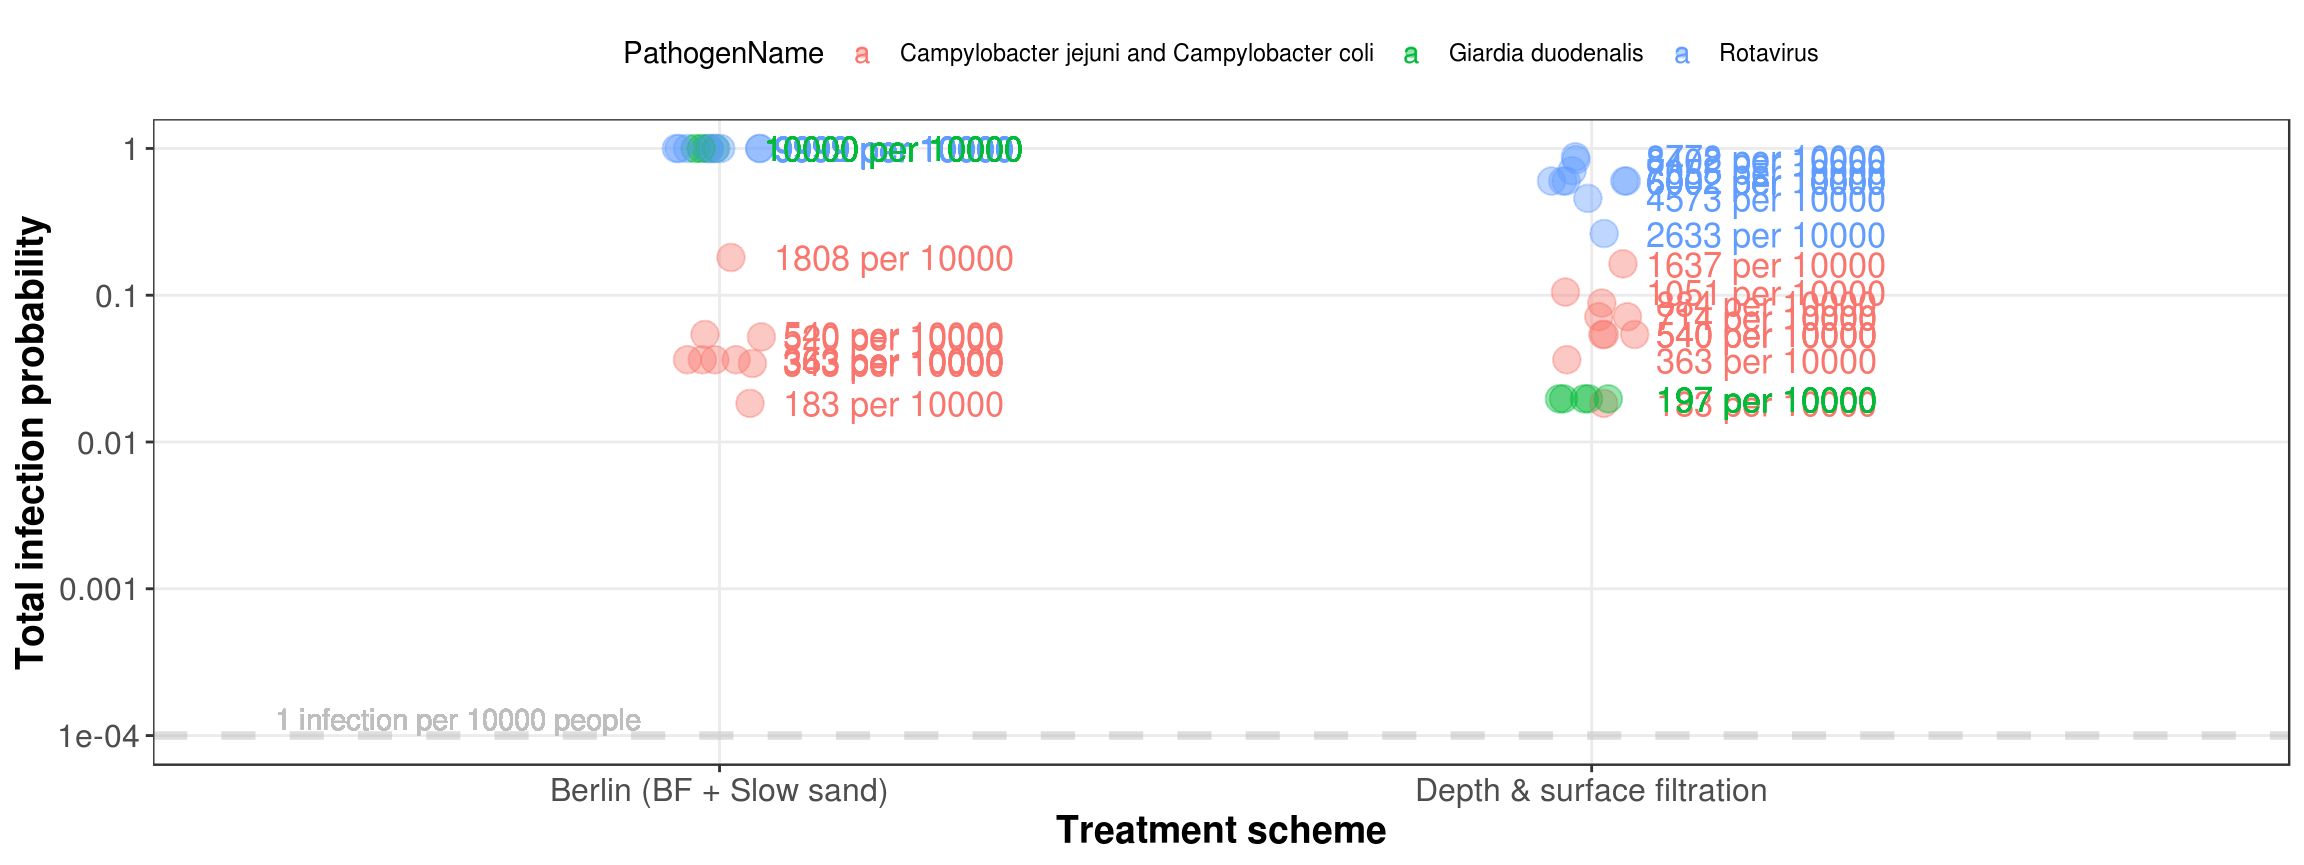 PathogenName a Campylobacter jejuni and Campylobacter coli a Giardia duodenalis a Rotavirus
Total infection probability
1
0.1
0.01
0.001
1e-04
10000 per 10000
1808 per 10000
540 per 10000
363 per 10000
183 per 10000
8778 per 10000
4573 per 10000
2633 per 10000
1637 per 10000
1051 per 10000
884 per 10000
714 per 10000
540 per 10000
363 per 10000
197 per 10000
1 infection per 10000 people
Berlin (BF + Slow sand)
Depth & surface filtration
Treatment scheme